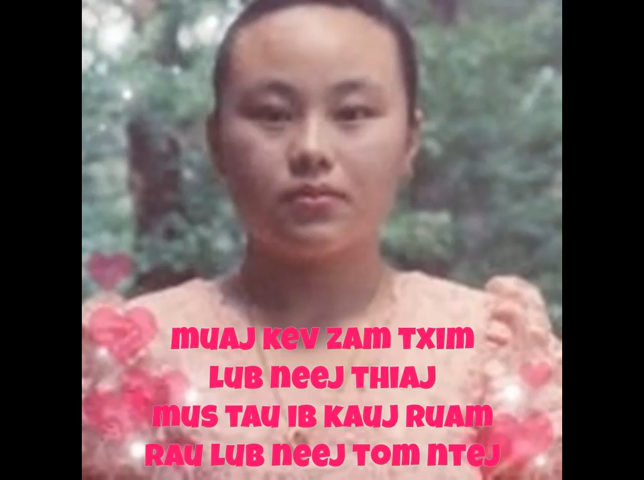 muaj kev zam txim
lub neej thiaj
mus tau ib kauj ruam
rau lub neej tom ntej